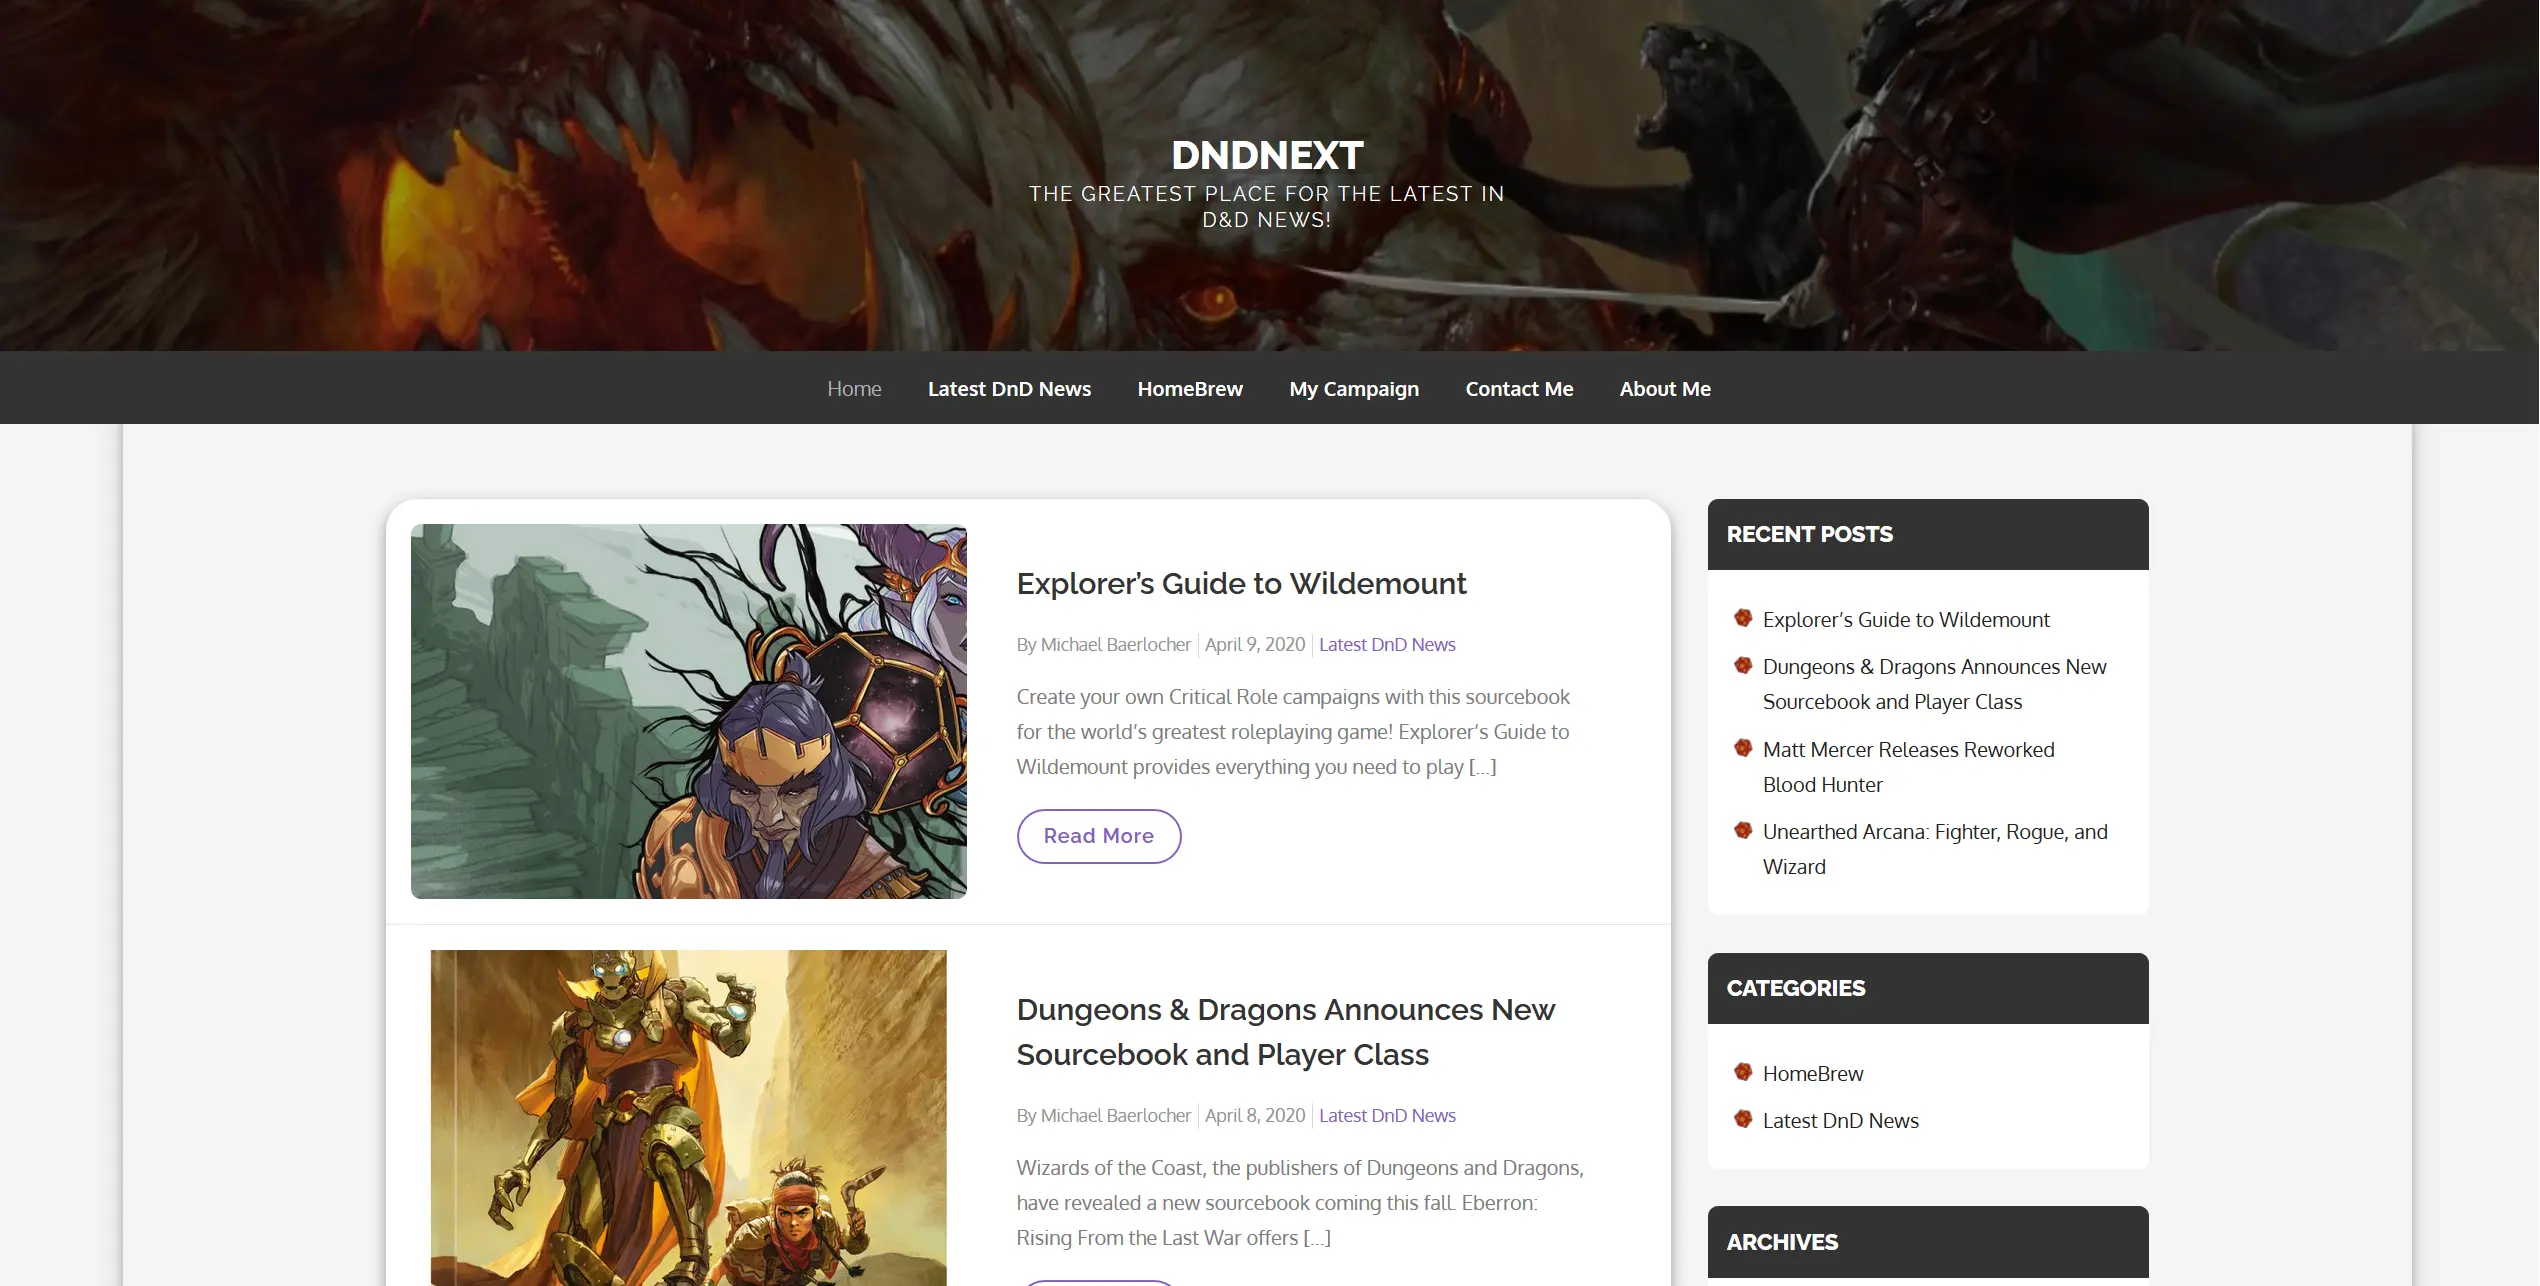 DNDNEXT
THE GREATEST PLACE FOR THE LATEST IN
D&D NEWS!
Home Latest DnD News HomeBrew My Campaign Contact Me About Me
Explorer’s Guide to Wildemount
By Michael Baerlocher April 9, 2020 Latest DnD News
Create your own Critical Role campaigns with this sourcebook
for the world’s greatest roleplaying game! Explorer’s Guide to
Wildemount provides everything you need to play […]
Read More
Dungeons & Dragons Announces New
Sourcebook and Player Class
By Michael Baerlocher April 8, 2020 Latest DnD News
Wizards of the Coast, the publishers of Dungeons and Dragons,
have revealed a new sourcebook coming this fall. Eberron:
Rising From the Last War offers […]
RECENT POSTS
Explorer’s Guide to Wildemount
Dungeons & Dragons Announces New
Sourcebook and Player Class
Matt Mercer Releases Reworked
Blood Hunter
Unearthed Arcana: Fighter, Rogue, and
Wizard
CATEGORIES
HomeBrew
Latest DnD News
ARCHIVES